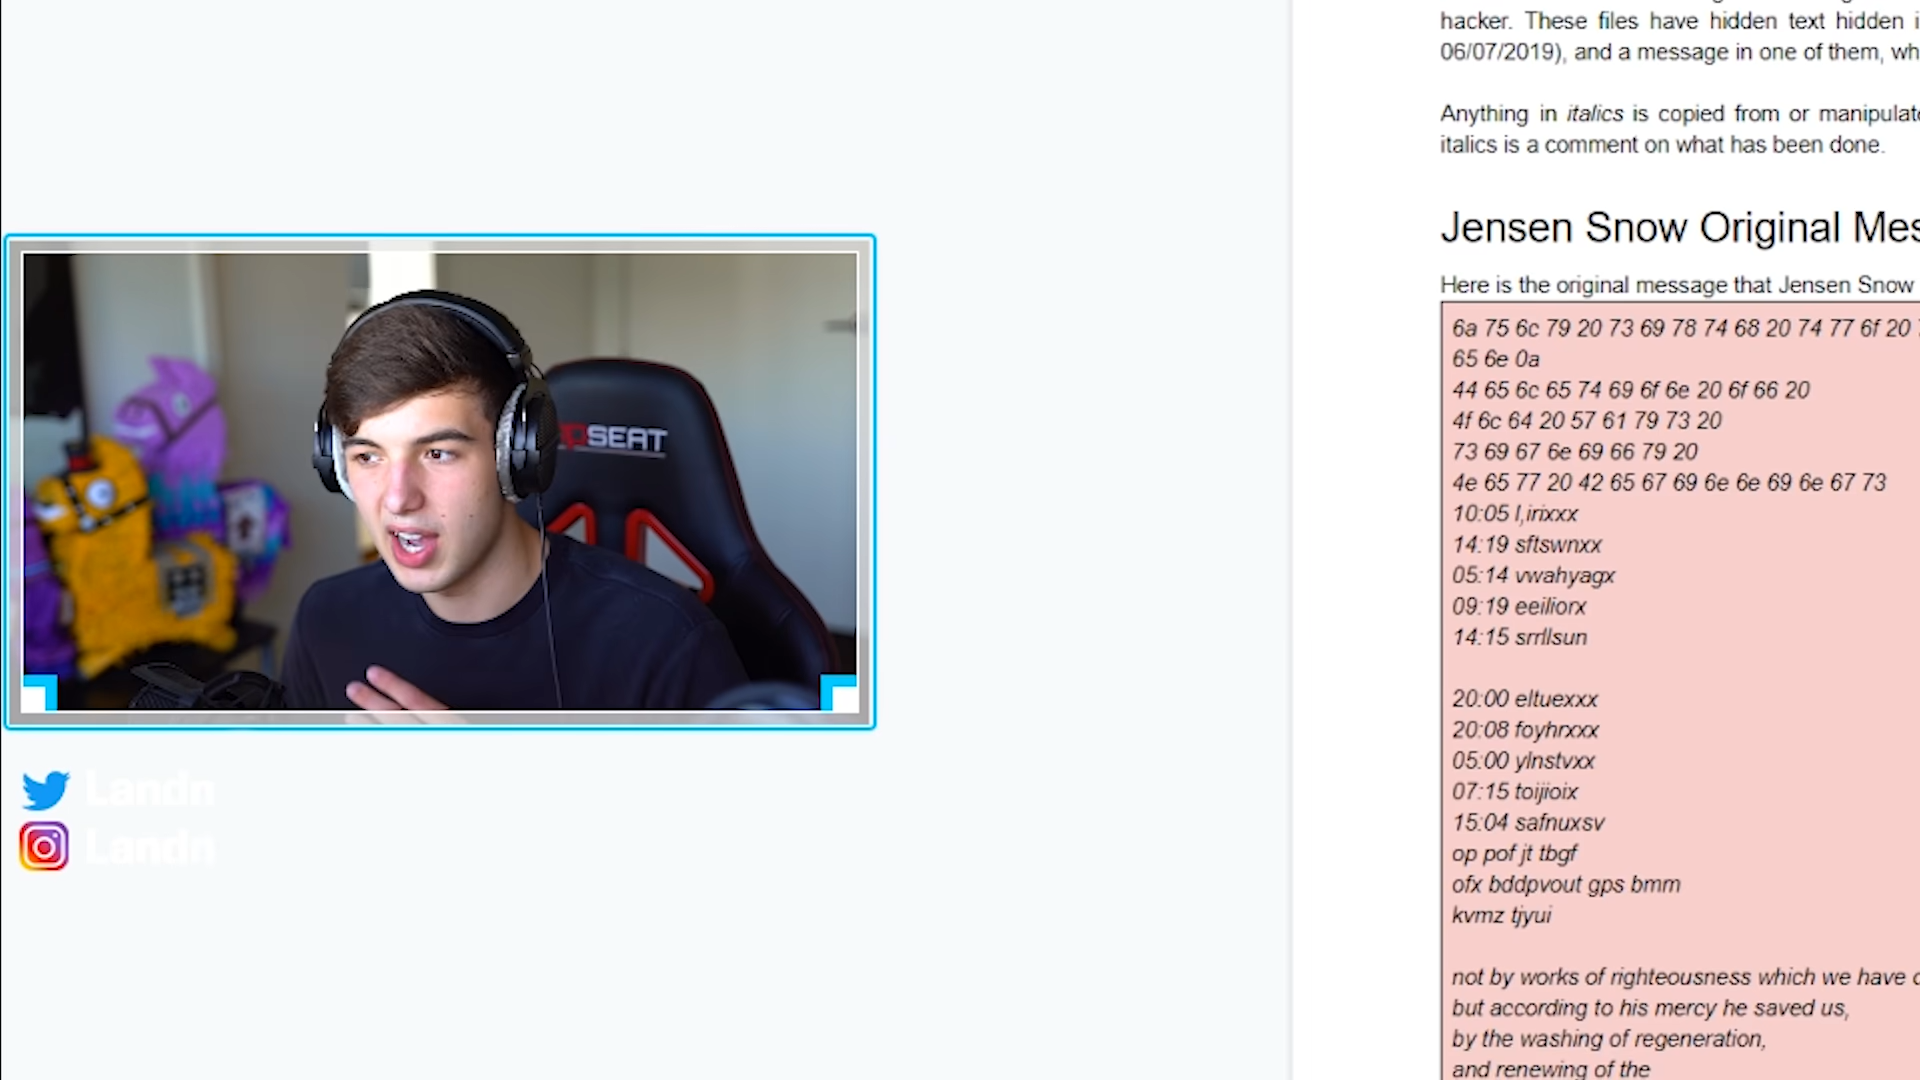 hacker. These files have hidden text hidden
06/07/2019), and a message in one of them,
Anything in italics is copied from or
italics is a comment on what has been done.
Jensen Snow Original
Here is the original message that Jensen Snow
6a 75 6c 79 20 73 69 78 74 68 20 74 77 6f 20
65 6e 0a
44 65 6c 65 74 69 6f 6e 20 6f 66 20
4f 6c 64 20 57 61 79 73 20
73 69 67 6e 69 66 79 20
4e 65 77 20 42 65 67 69 6e 6e 69 6e 67 73
10:05 l,irixxx
14:19 sftswnxx
05:14 vwahyagx
09:19 eeiliorx
14:15 srrllsun
20:00 eltuexxx
20:08 foyhrxxx
05:00 ylnstvxx
07:15 toijioix
15:04 safnuxsv
op pof jt tbgf
ofx bddpvout gps bmm
kvmz tjyui
not by works of righteousness which we have
but according to his mercy he saved us,
by the washing of regeneration,
and renewing of the
SEAT
Landn
Landn